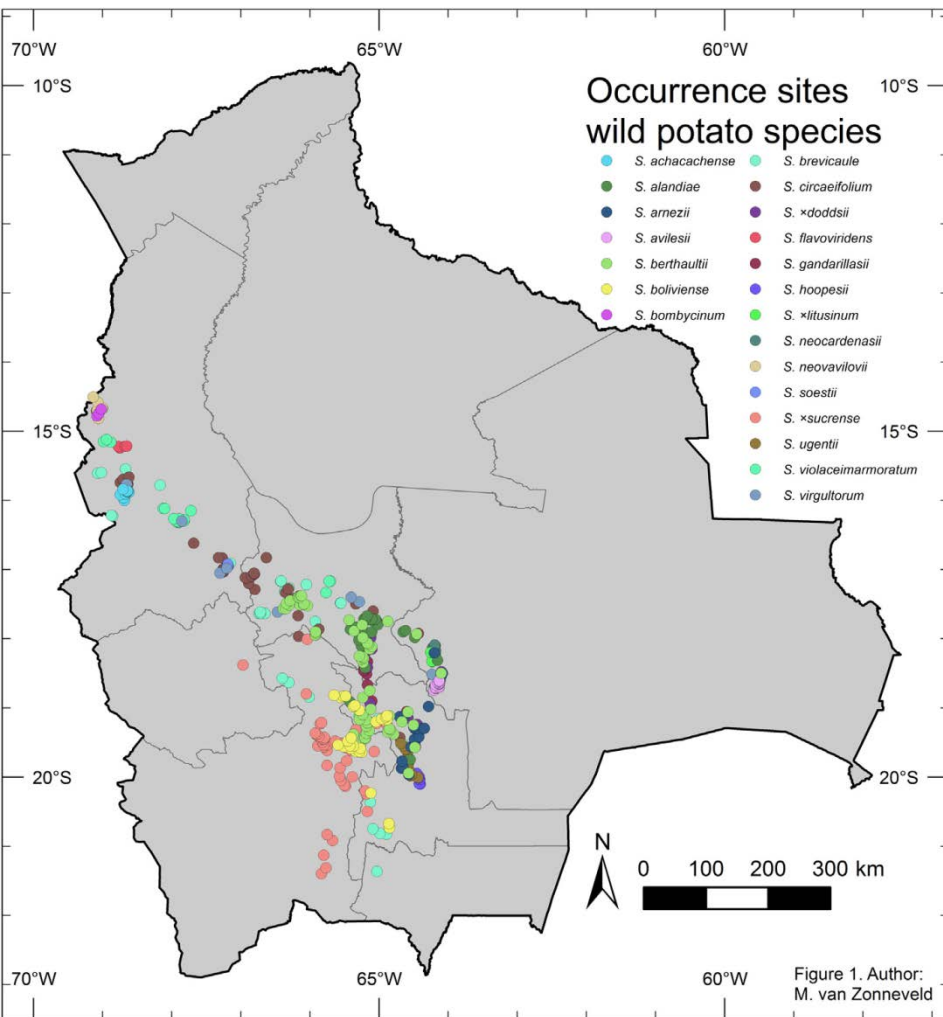 70°W 65°W 60°W
10°S 10°S
Occurrence sites
wild potato species
S. achacachense
S. alandiae
S. arnezii
S. avilesii
S. berthaultii
S. boliviense
S. bombycinum
S. brevicaule
S. circaeifolium
S. ×doddsii
S. flavoviridens
S. gandarillasii
S. hoopesii
S. ×litusinum
S. neocardenasii
S. neovavilovii
S. soestii
S. ×sucrense
S. ugentii
S. violaceimarmoratum
S. virgultorum
15°S 15°S
20°S 20°S
N
0 100 200 300 km
70°W 65°W 60°W
Figure 1. Author:
M. van Zonneveld